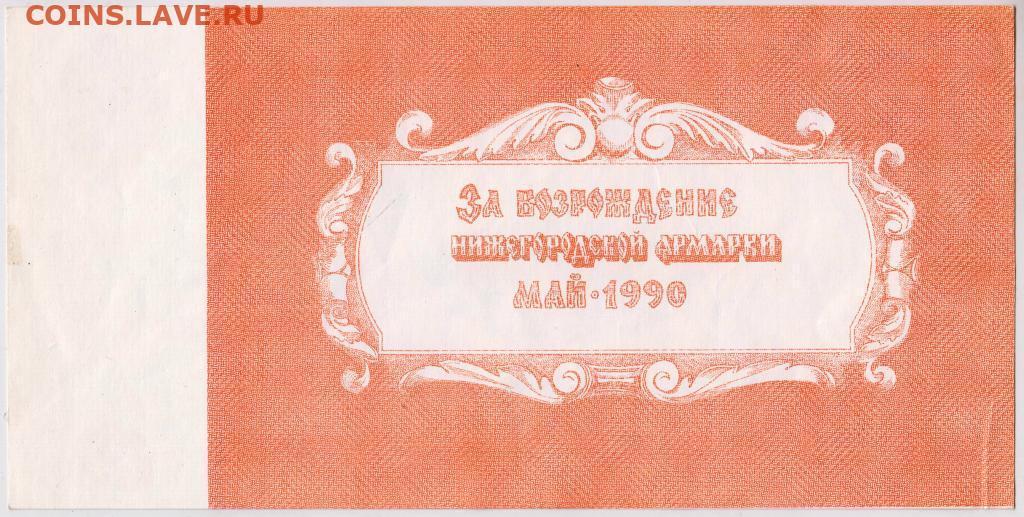 COINS.LAVE.RU
За возрождение
нижегородской ярмарки
май·1990